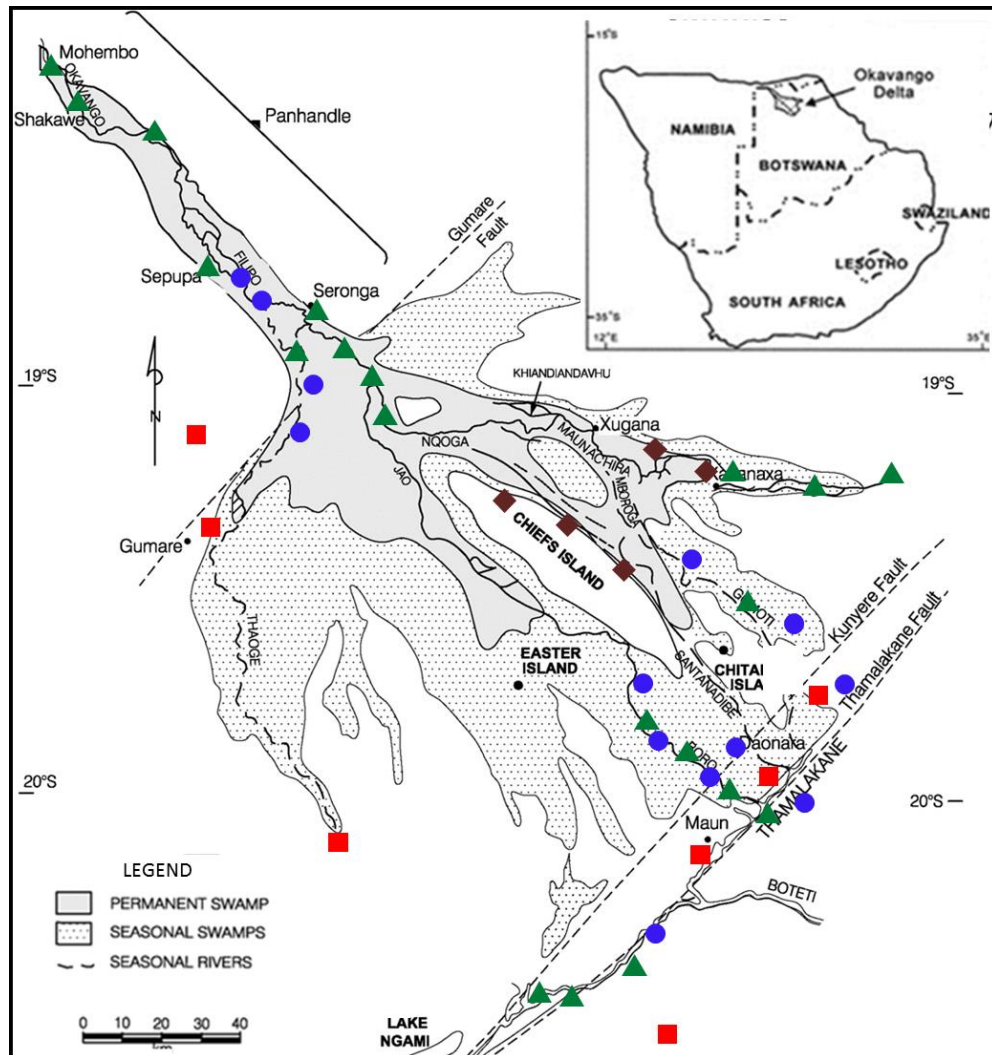 Mohembo
OKAVANGO
Shakawe
Panhandle
15°S
Okavango
Delta
NAMIBIA
BOTSWANA
SWAZILAND
LESOTHO
SOUTH AFRICA
35°S
12°E
35°E
Gumare
Fault
FILIPO
Sepupa
Seronga
19°S
19°S
N
KHIANDIANDAVHU
Xugana
MAUNACHIRA
NQOGA
MBOROGA
JAO
CHIEFS ISLAND
Gumare
THAOGE
Kunyere Fault
Thamalakane Fault
EASTER
ISLAND
SANTANADIBE
BORO
THAMALAKANE
20°S
20°S
Maun
BOTETI
LEGEND
PERMANENT SWAMP
SEASONAL SWAMPS
SEASONAL RIVERS
0 10 20 30 40
km
LAKE
NGAMI